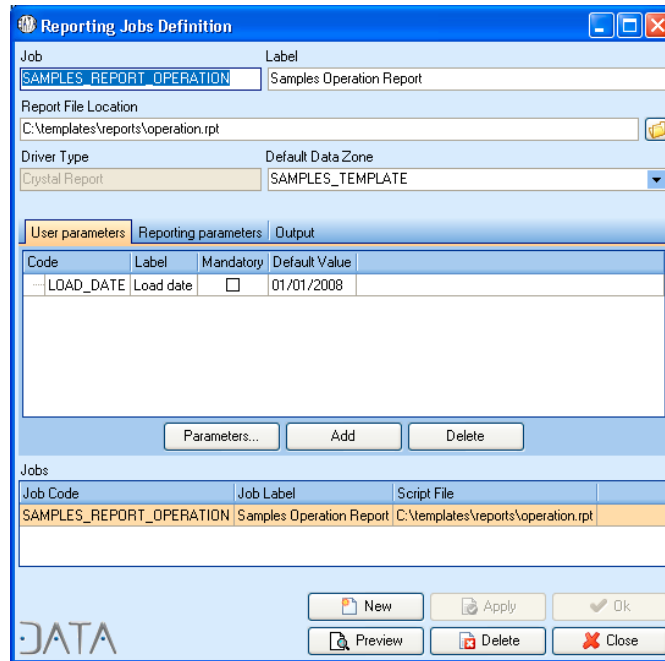 Reporting Jobs Definition
Job Label
SAMPLES_REPORT_OPERATION Samples Operation Report
Report File Location
C:\templates\reports\operation.rpt
Driver Type Default Data Zone
Crystal Report SAMPLES_TEMPLATE
User parameters Reporting parameters Output
Code Label Mandatory Default Value
LOAD_DATE Load date 01/01/2008
Parameters... Add Delete
Jobs
Job Code Job Label Script File
SAMPLES_REPORT_OPERATION Samples Operation Report C:\templates\reports\operation.rpt
New Apply Ok
DATA Preview Delete Close